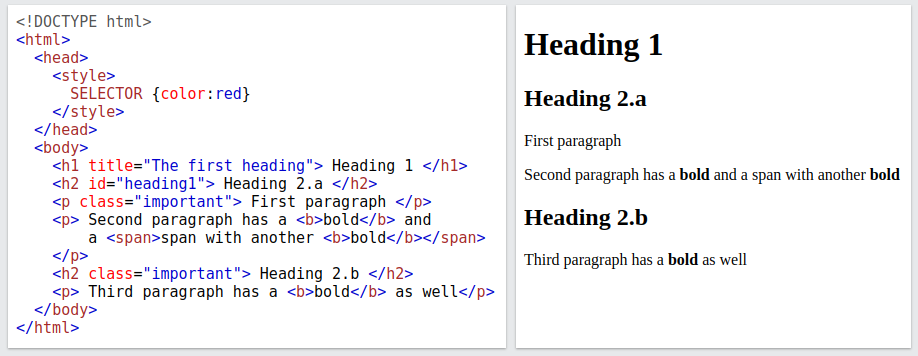 <!DOCTYPE html>
<html>
  <head>
    <style>
      SELECTOR {color:red}
    </style>
  </head>
  <body>
    <h1 title="The first heading"> Heading 1 </h1>
    <h2 id="heading1"> Heading 2.a </h2>
    <p class="important"> First paragraph </p>
    <p> Second paragraph has a <b>bold</b> and
        a <span>span with another <b>bold</b></span>
    </p>
    <h2 class="important"> Heading 2.b </h2>
    <p> Third paragraph has a <b>bold</b> as well</p>
  </body>
</html>
Heading 1
Heading 2.a
First paragraph
Second paragraph has a bold and a span with another bold
Heading 2.b
Third paragraph has a bold as well